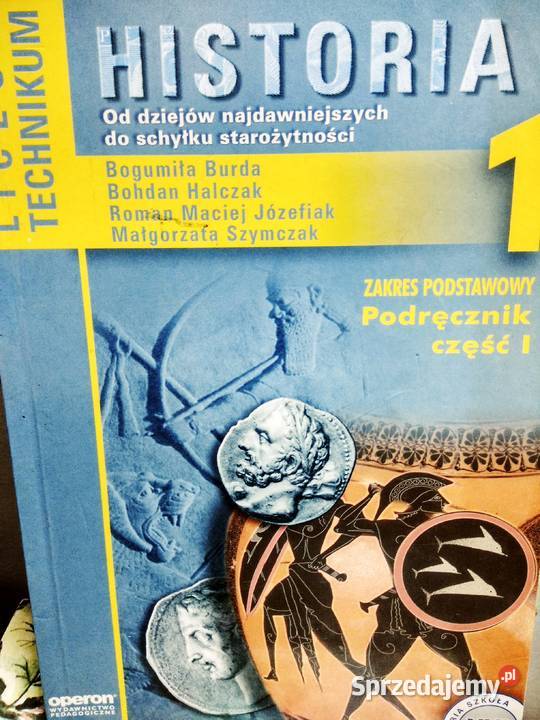 TECHNIKUM
HISTORIA
Od dziejów najdawniejszych
do schyłku starożytności
1
Bogumiła Burda
Bohdan Halczak
Roman Maciej Józefiak
Małgorzata Szymczak
ZAKRES PODSTAWOWY
Podręcznik
część I
operon
WYDAWNICTWO
PEDAGOGICZNE
SZKOŁA
Sprzedajemy.pl